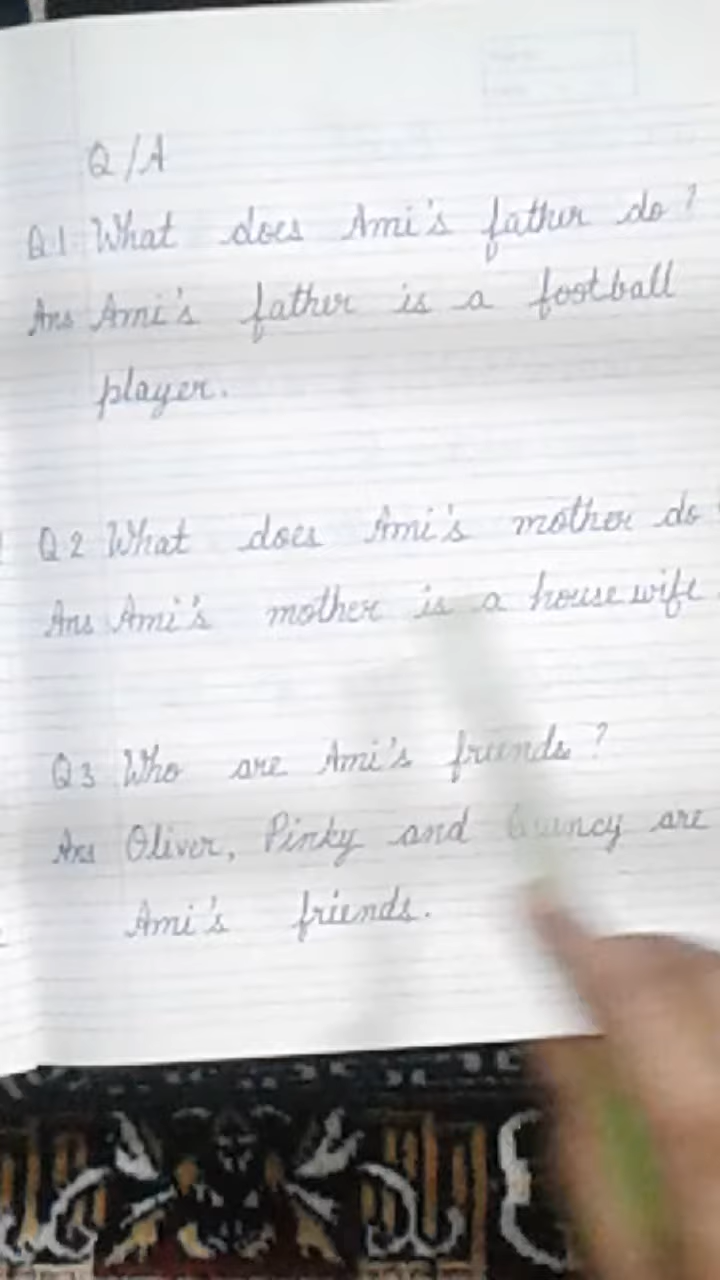 Q/A
Q1 What does Ami's father do?
Ans Ami's father is a football
player.
Q2 What does Ami's mother do
Ans Ami's mother is a housewife
Q3 Who are Ami's friends?
Ans Oliver, Pinky and are
Ami's friends.